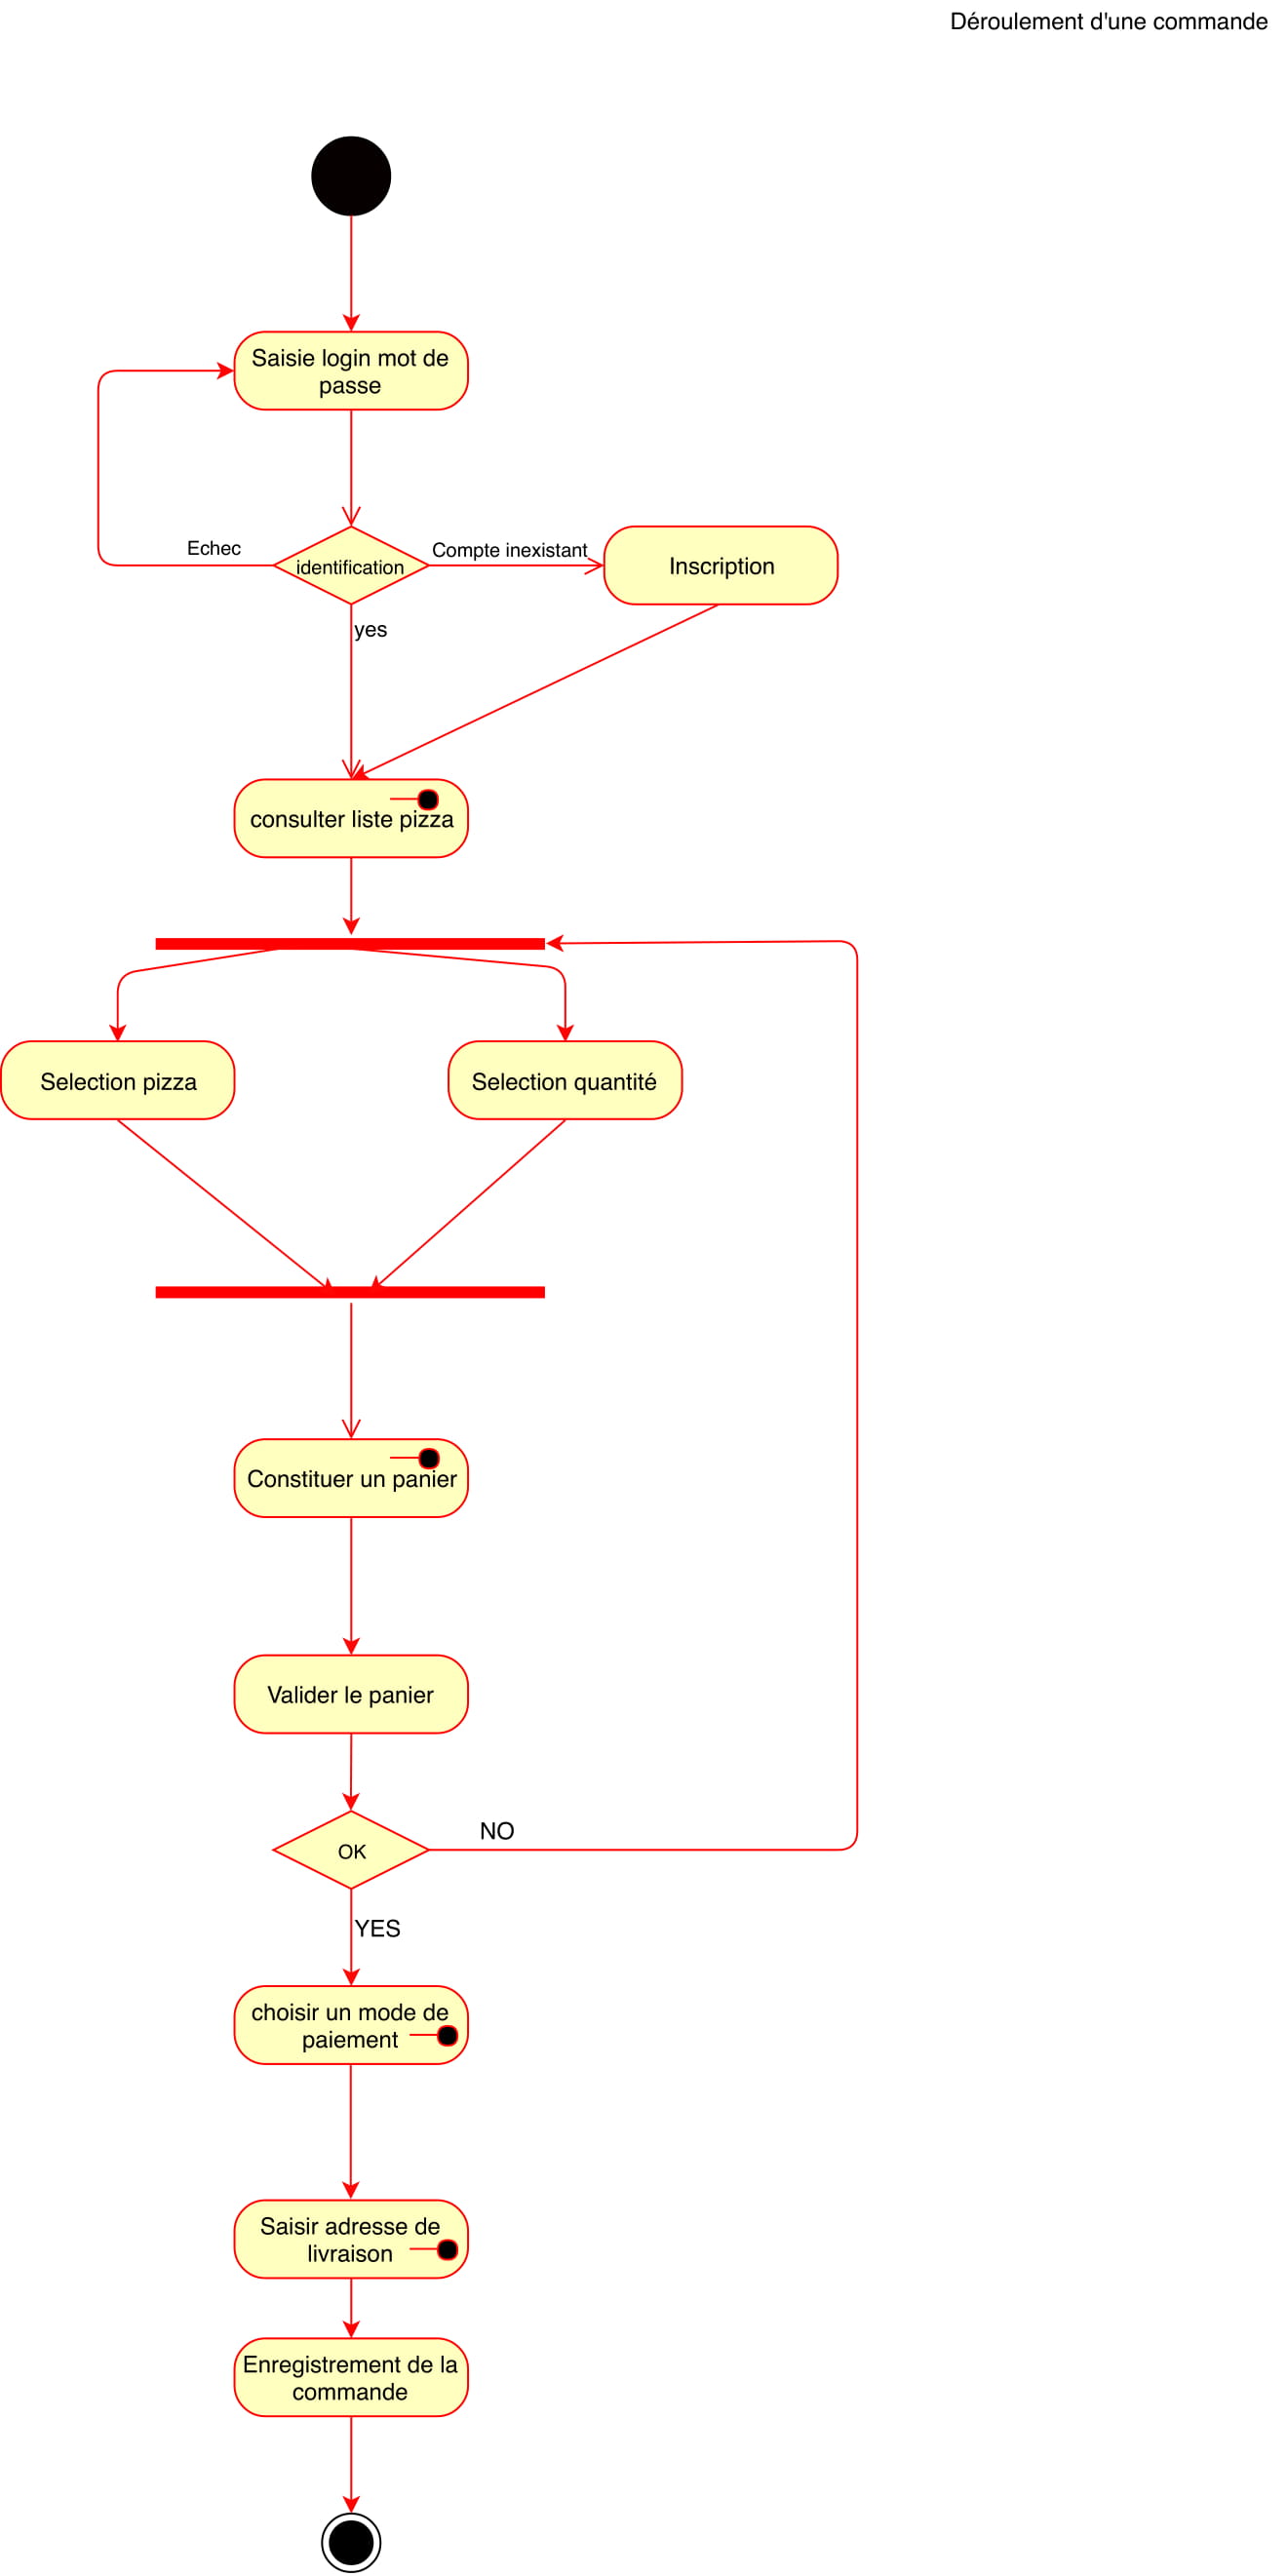 Déroulement d'une commande
Saisie login mot de
passe
Echec
identification
Compte inexistant
Inscription
yes
consulter liste pizza
Selection pizza
Selection quantité
Constituer un panier
Valider le panier
OK
NO
YES
choisir un mode de
paiement
Saisir adresse de
livraison
Enregistrement de la
commande